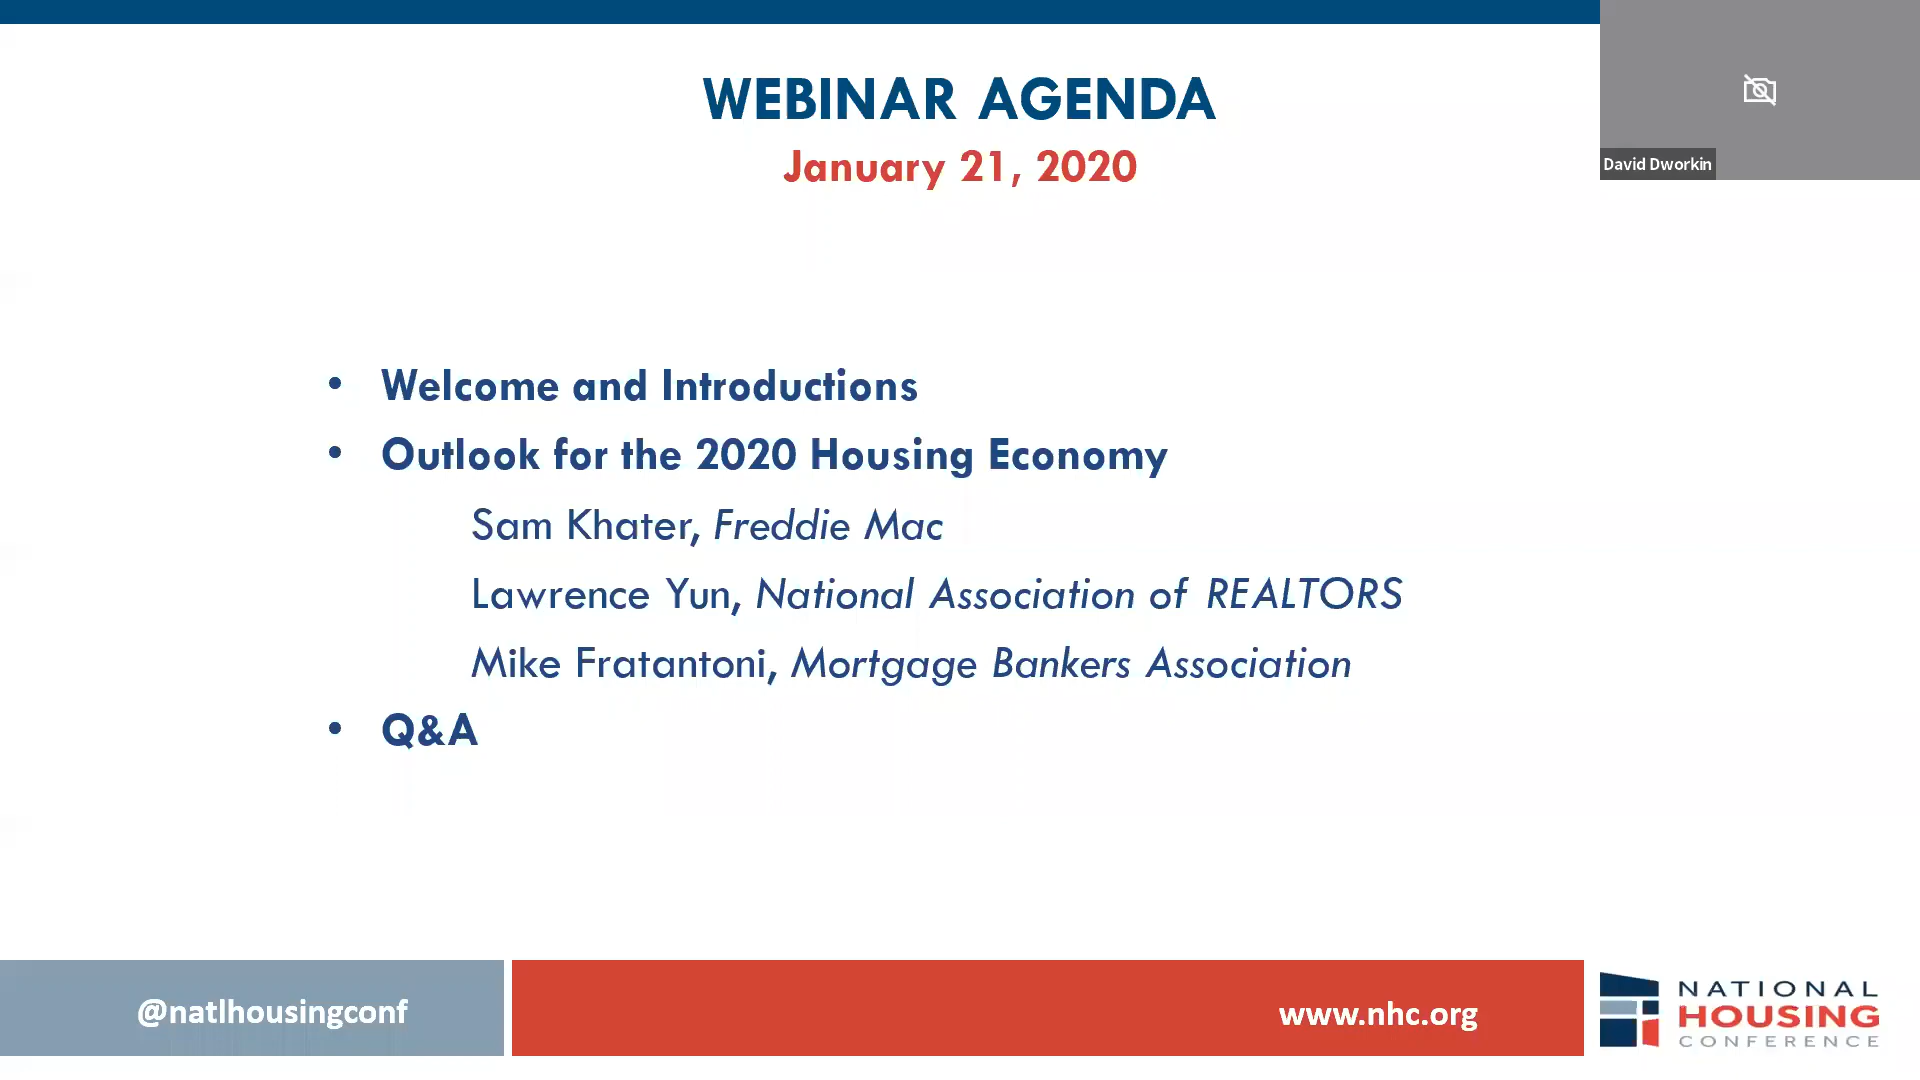 WEBINAR AGENDA
January 21, 2020
David Dworkin
• Welcome and Introductions
• Outlook for the 2020 Housing Economy
Sam Khater, Freddie Mac
Lawrence Yun, National Association of REALTORS
Mike Fratantoni, Mortgage Bankers Association
• Q&A
@natlhousingconf
www.nhc.org
NATIONAL
HOUSING
CONFERENCE